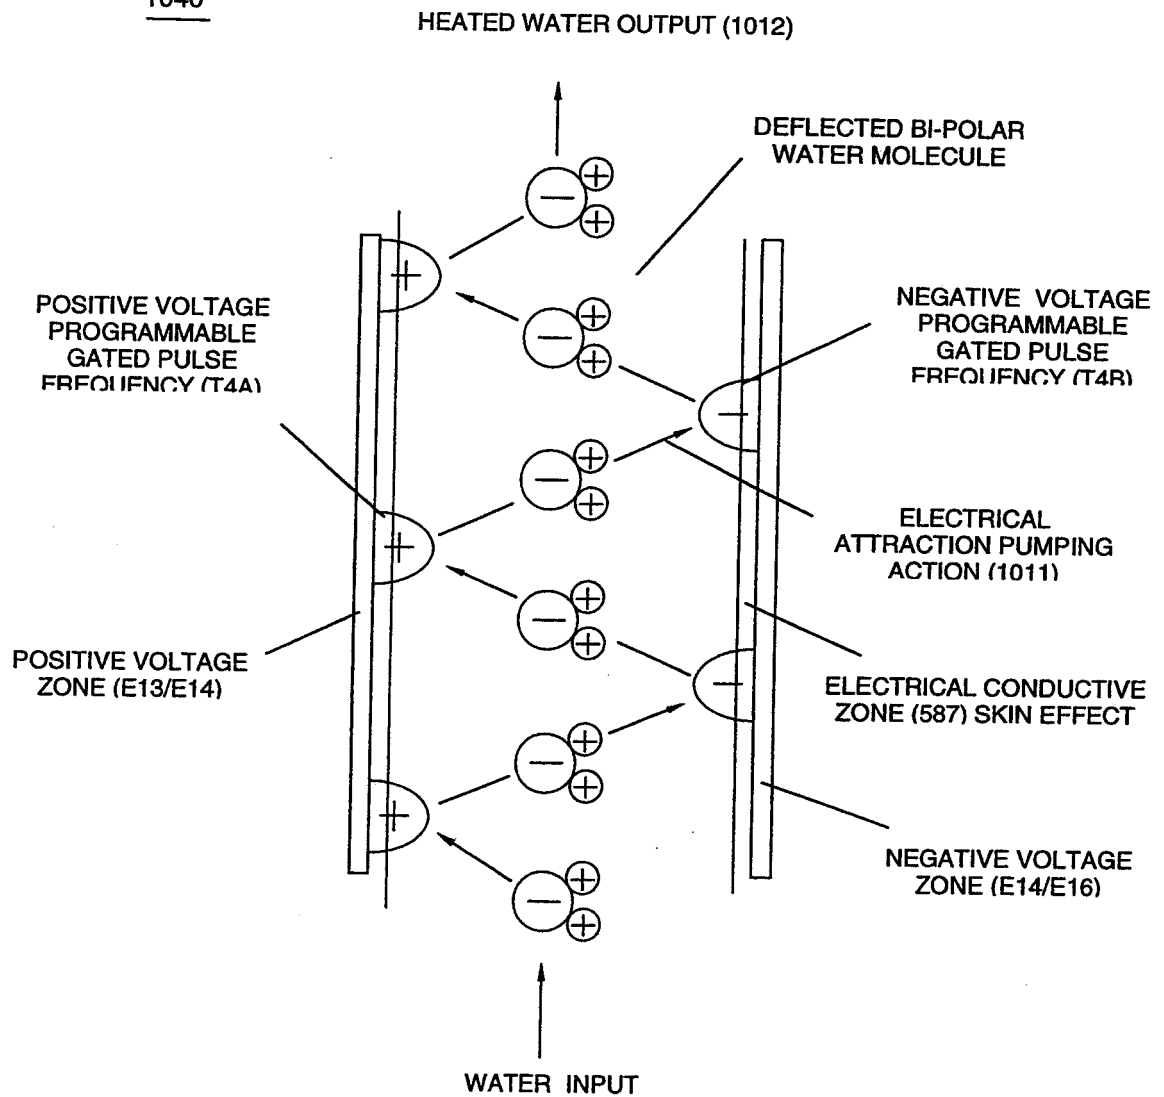 1040
HEATED WATER OUTPUT (1012)
DEFLECTED BI-POLAR
WATER MOLECULE
POSITIVE VOLTAGE
PROGRAMMABLE
GATED PULSE
FREQUENCY (T4A)
NEGATIVE VOLTAGE
PROGRAMMABLE
GATED PULSE
FREQUENCY (T4B)
ELECTRICAL
ATTRACTION PUMPING
ACTION (1011)
POSITIVE VOLTAGE
ZONE (E13/E14)
ELECTRICAL CONDUCTIVE
ZONE (587) SKIN EFFECT
NEGATIVE VOLTAGE
ZONE (E14/E16)
WATER INPUT